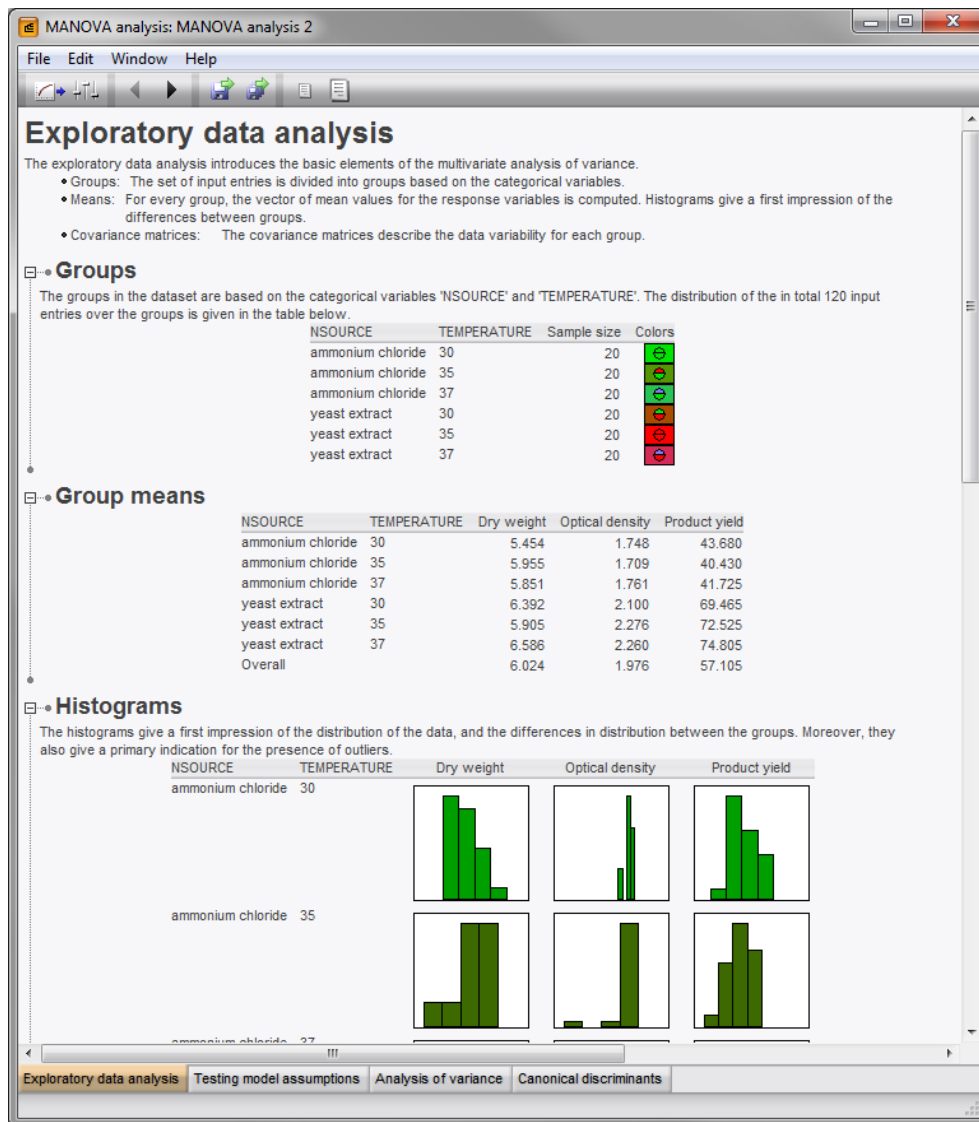 MANOVA analysis: MANOVA analysis 2
File Edit Window Help
Exploratory data analysis
The exploratory data analysis introduces the basic elements of the multivariate analysis of variance.
• Groups: The set of input entries is divided into groups based on the categorical variables.
• Means: For every group, the vector of mean values for the response variables is computed. Histograms give a first impression of the
differences between groups.
• Covariance matrices: The covariance matrices describe the data variability for each group.
Groups
The groups in the dataset are based on the categorical variables 'NSOURCE' and 'TEMPERATURE'. The distribution of the in total 120 input
entries over the groups is given in the table below.
NSOURCE TEMPERATURE Sample size Colors
ammonium chloride 30 20
ammonium chloride 35 20
ammonium chloride 37 20
yeast extract 30 20
yeast extract 35 20
yeast extract 37 20
Group means
NSOURCE TEMPERATURE Dry weight Optical density Product yield
ammonium chloride 30 5.454 1.748 43.680
ammonium chloride 35 5.955 1.709 40.430
ammonium chloride 37 5.851 1.761 41.725
yeast extract 30 6.392 2.100 69.465
yeast extract 35 5.905 2.276 72.525
yeast extract 37 6.586 2.260 74.805
Overall 6.024 1.976 57.105
Histograms
The histograms give a first impression of the distribution of the data, and the differences in distribution between the groups. Moreover, they
also give a primary indication for the presence of outliers.
NSOURCE TEMPERATURE Dry weight Optical density Product yield
ammonium chloride 30
ammonium chloride 35
ammonium chloride 37
Exploratory data analysis Testing model assumptions Analysis of variance Canonical discriminants